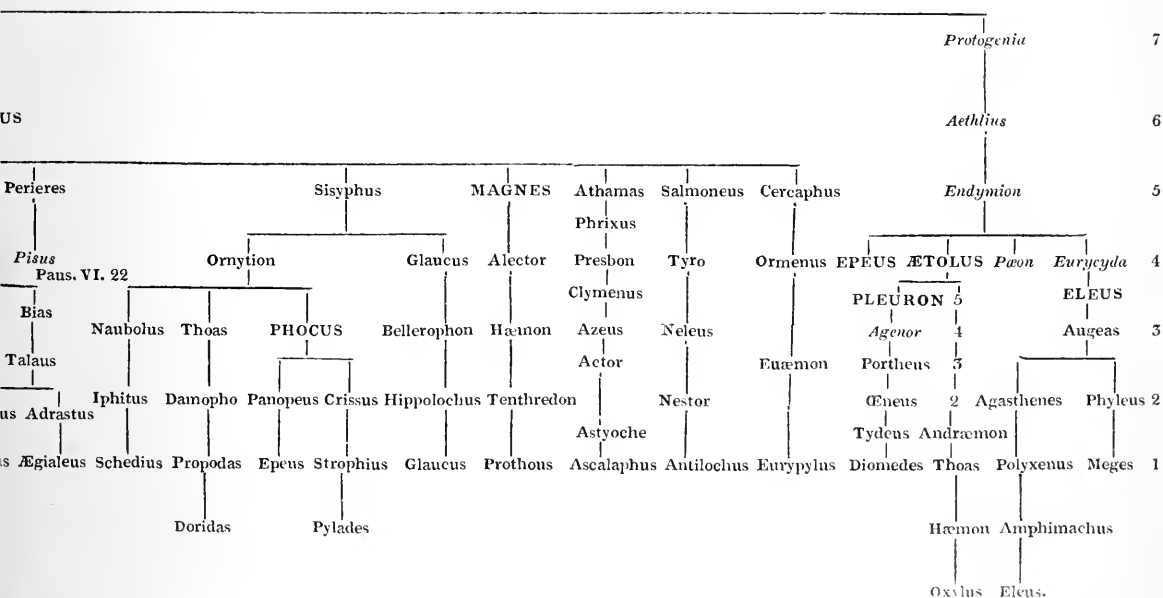 Protogenia 7
US Aethlius 6
Perieres Sisyphus MAGNES Athamas Salmoneus Cercaphus Endymion 5
Phrixus
Pisus Ornytion Glaucus Alector Presbon Tyro Ormenus EPEUS ÆTOLUS Pæon Eurycyda 4
Paus. VI. 22
Clymenus PLEURON 5 ELEUS
Bias
Naubolus Thoas PHOCUS Bellerophon Hæmon Azeus Neleus Agenor 4 Augeas 3
Talaus Actor Euæmon Portheus 3
us Adrastus Iphitus Damopho Panopeus Crissus Hippolochus Tenthredon Nestor Œneus 2 Agasthenes Phyleus 2
Astyoche Tydeus Andræmon
s Ægialeus Schedius Propodas Epeus Strophius Glaucus Prothous Ascalaphus Antilochus Eurypylus Diomedes Thoas Polyxenus Meges 1
Doridas Pylades Hæmon Amphimachus
Oxylus Eleus.